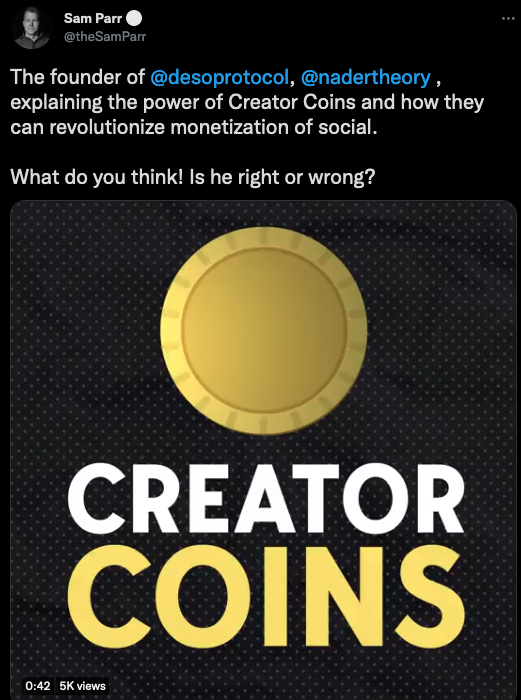 Sam Parr
@theSamParr
The founder of @desoprotocol, @nadertheory ,
explaining the power of Creator Coins and how they
can revolutionize monetization of social.
What do you think! Is he right or wrong?
CREATOR
COINS
0:42 5K views